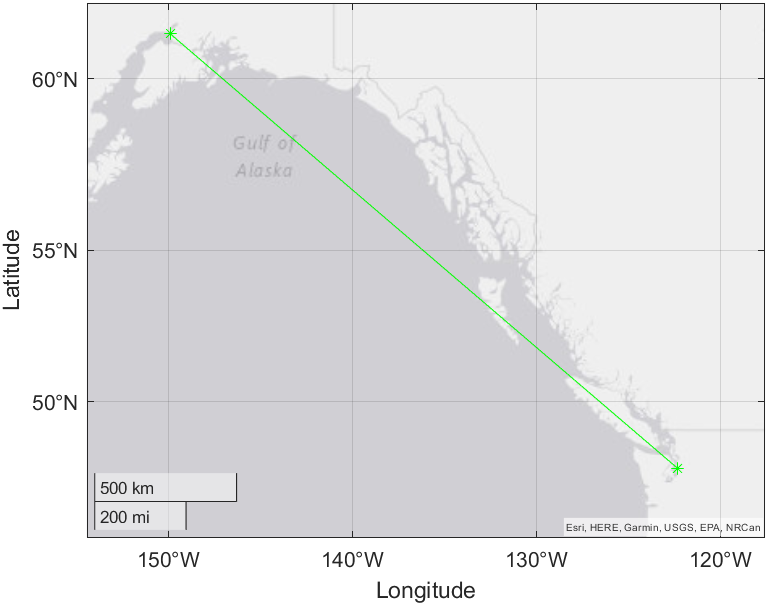 60°N
Gulf of
Alaska
55°N
Latitude
50°N
500 km
200 mi
Esri, HERE, Garmin, USGS, EPA, NRCan
150°W 140°W 130°W 120°W
Longitude